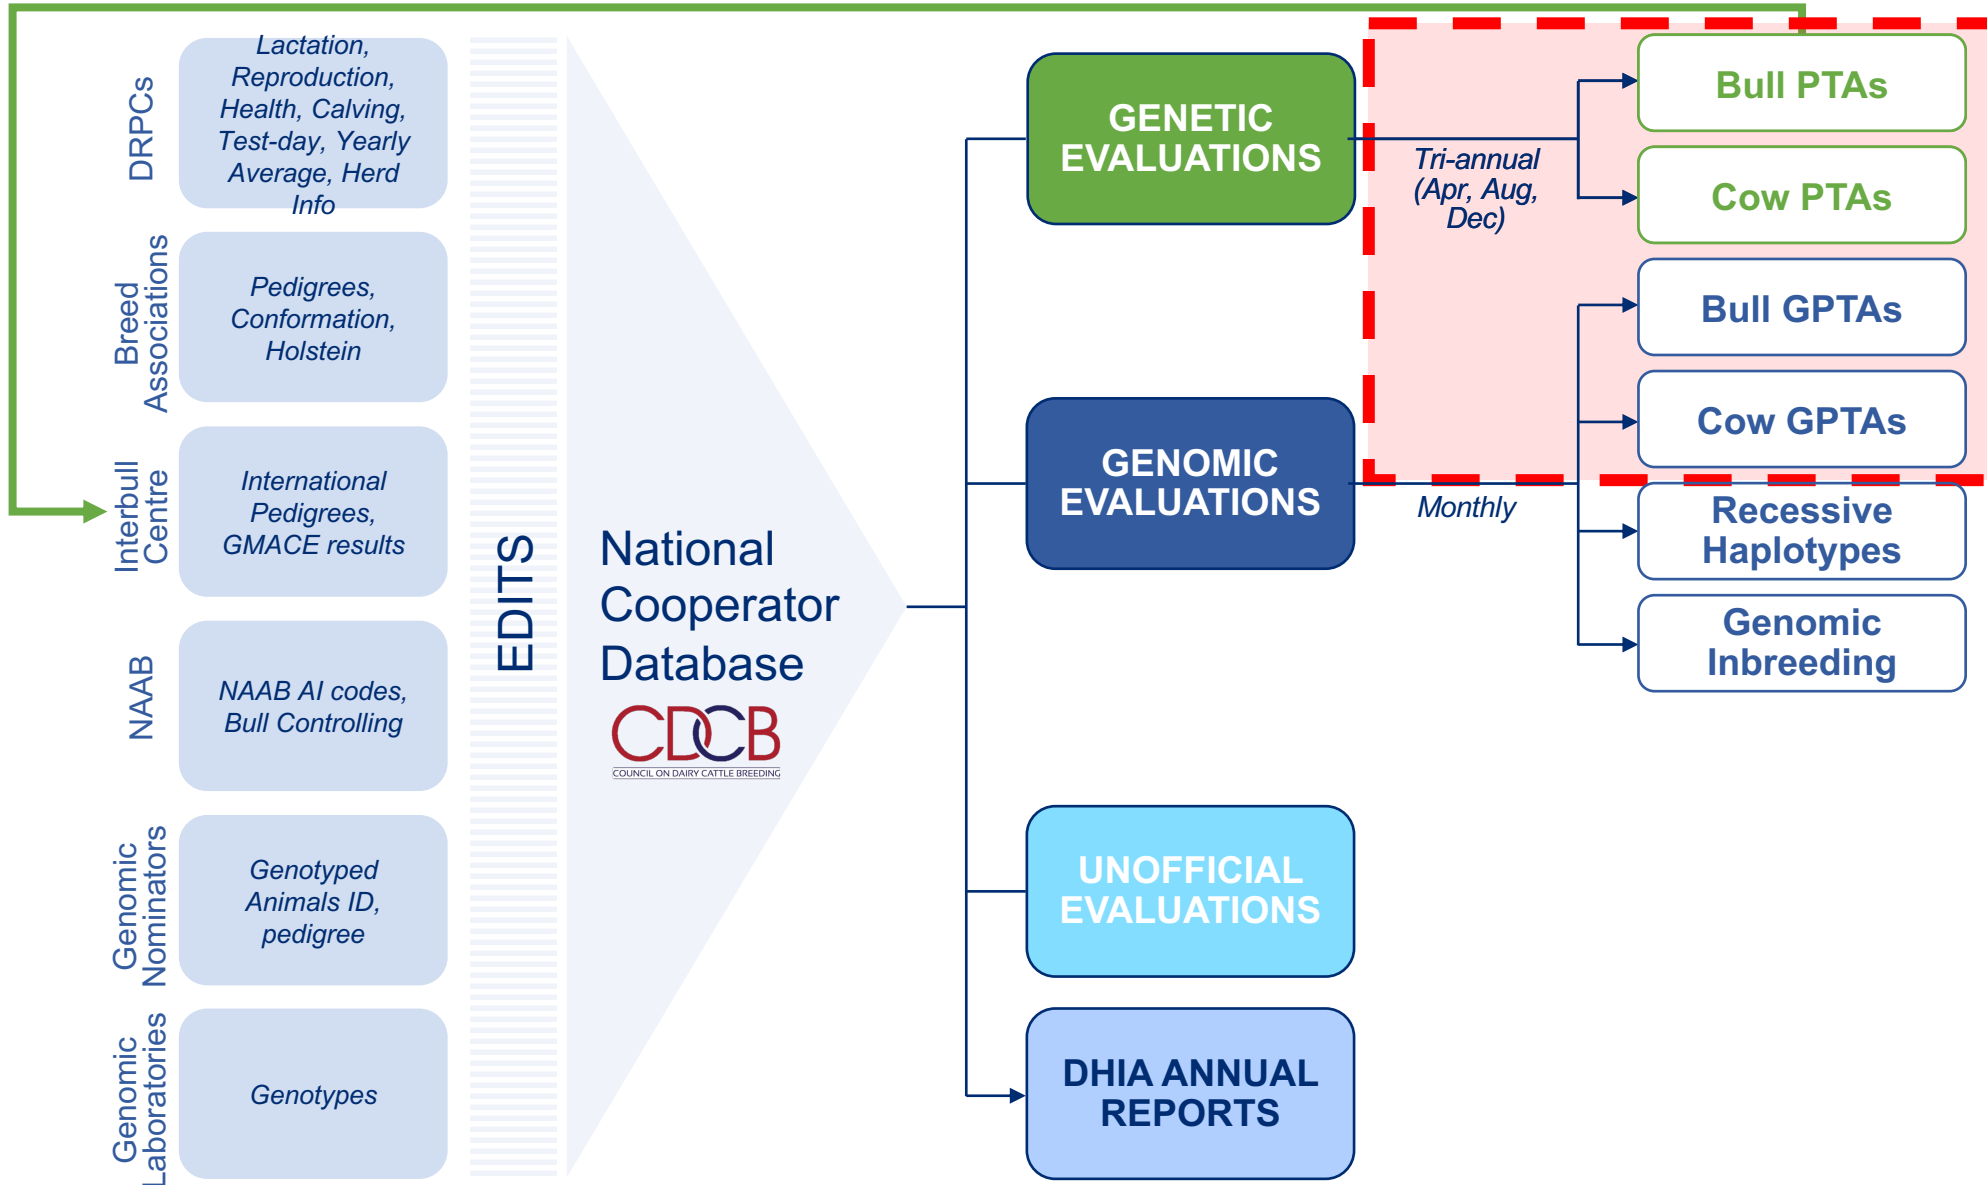 DRPCs
Lactation,
Reproduction,
Health, Calving,
Test-day, Yearly
Average, Herd
Info
Breed
Associations
Pedigrees,
Conformation,
Holstein
Interbull
Centre
International
Pedigrees,
GMACE results
NAAB
NAAB AI codes,
Bull Controlling
Genomic
Nominators
Genotyped
Animals ID,
pedigree
Genomic
Laboratories
Genotypes
EDITS
National
Cooperator
Database
CDCB
COUNCIL ON DAIRY CATTLE BREEDING
GENETIC
EVALUATIONS
GENOMIC
EVALUATIONS
UNOFFICIAL
EVALUATIONS
DHIA ANNUAL
REPORTS
Tri-annual
(Apr, Aug,
Dec)
Monthly
Bull PTAs
Cow PTAs
Bull GPTAs
Cow GPTAs
Recessive
Haplotypes
Genomic
Inbreeding